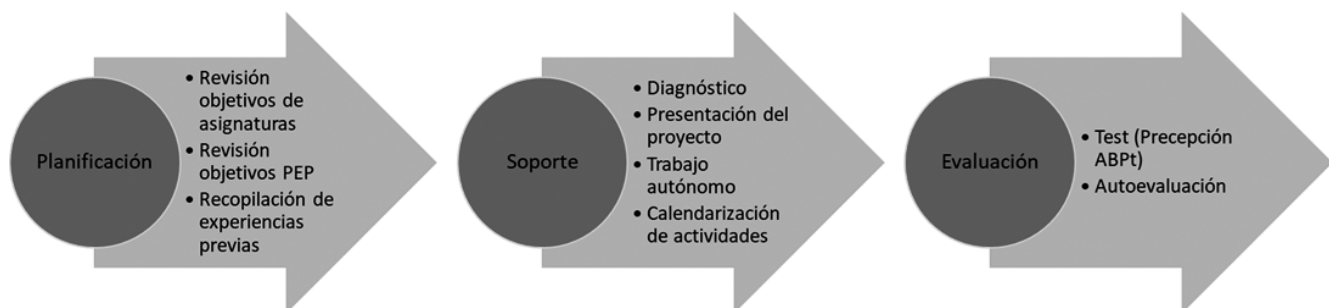 Planificación
• Revisión
objetivos de
asignaturas
• Revisión
objetivos PEP
• Recopilación de
experiencias
previas
Soporte
• Diagnóstico
• Presentación del
proyecto
• Trabajo
autónomo
• Calendarización
de actividades
Evaluación
• Test (Precepción
ABPt)
• Autoevaluación